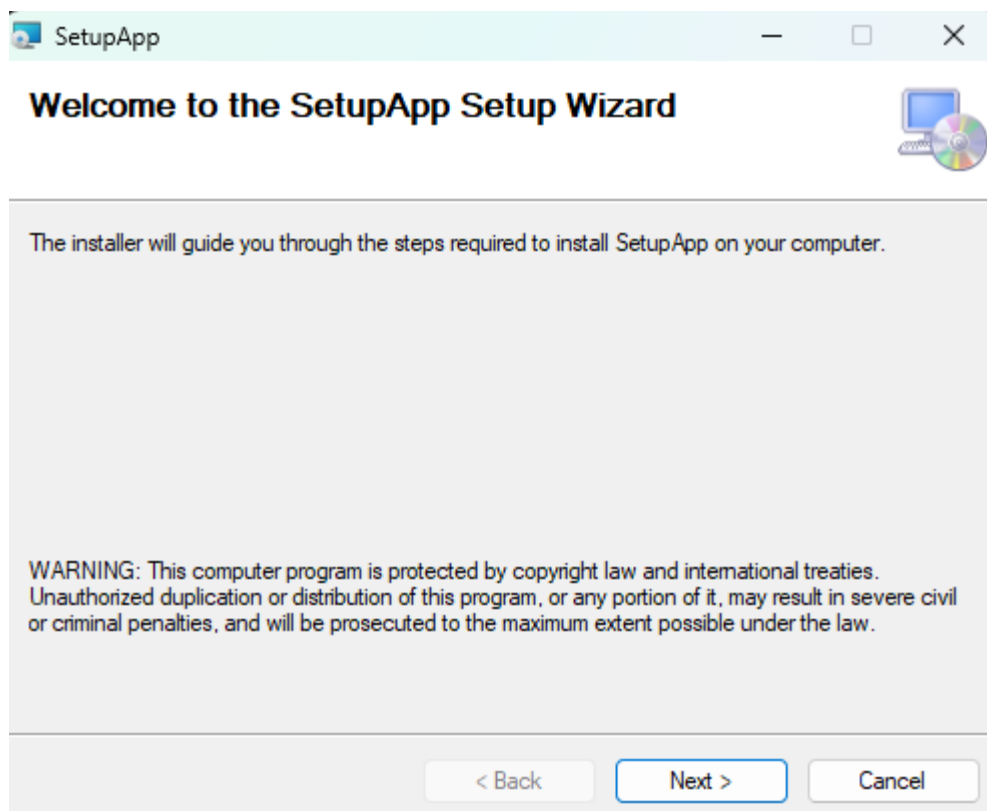 SetupApp
Welcome to the SetupApp Setup Wizard
The installer will guide you through the steps required to install SetupApp on your computer.
WARNING: This computer program is protected by copyright law and international treaties.
Unauthorized duplication or distribution of this program, or any portion of it, may result in severe civil
or criminal penalties, and will be prosecuted to the maximum extent possible under the law.
< Back
Next >
Cancel